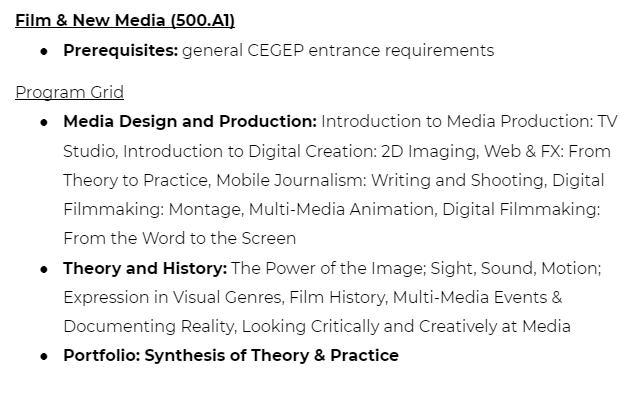 Film & New Media (500.A1)
● Prerequisites: general CEGEP entrance requirements
Program Grid
● Media Design and Production: Introduction to Media Production: TV
Studio, Introduction to Digital Creation: 2D Imaging, Web & FX: From
Theory to Practice, Mobile Journalism: Writing and Shooting, Digital
Filmmaking: Montage, Multi-Media Animation, Digital Filmmaking:
From the Word to the Screen
● Theory and History: The Power of the Image; Sight, Sound, Motion;
Expression in Visual Genres, Film History, Multi-Media Events &
Documenting Reality, Looking Critically and Creatively at Media
● Portfolio: Synthesis of Theory & Practice